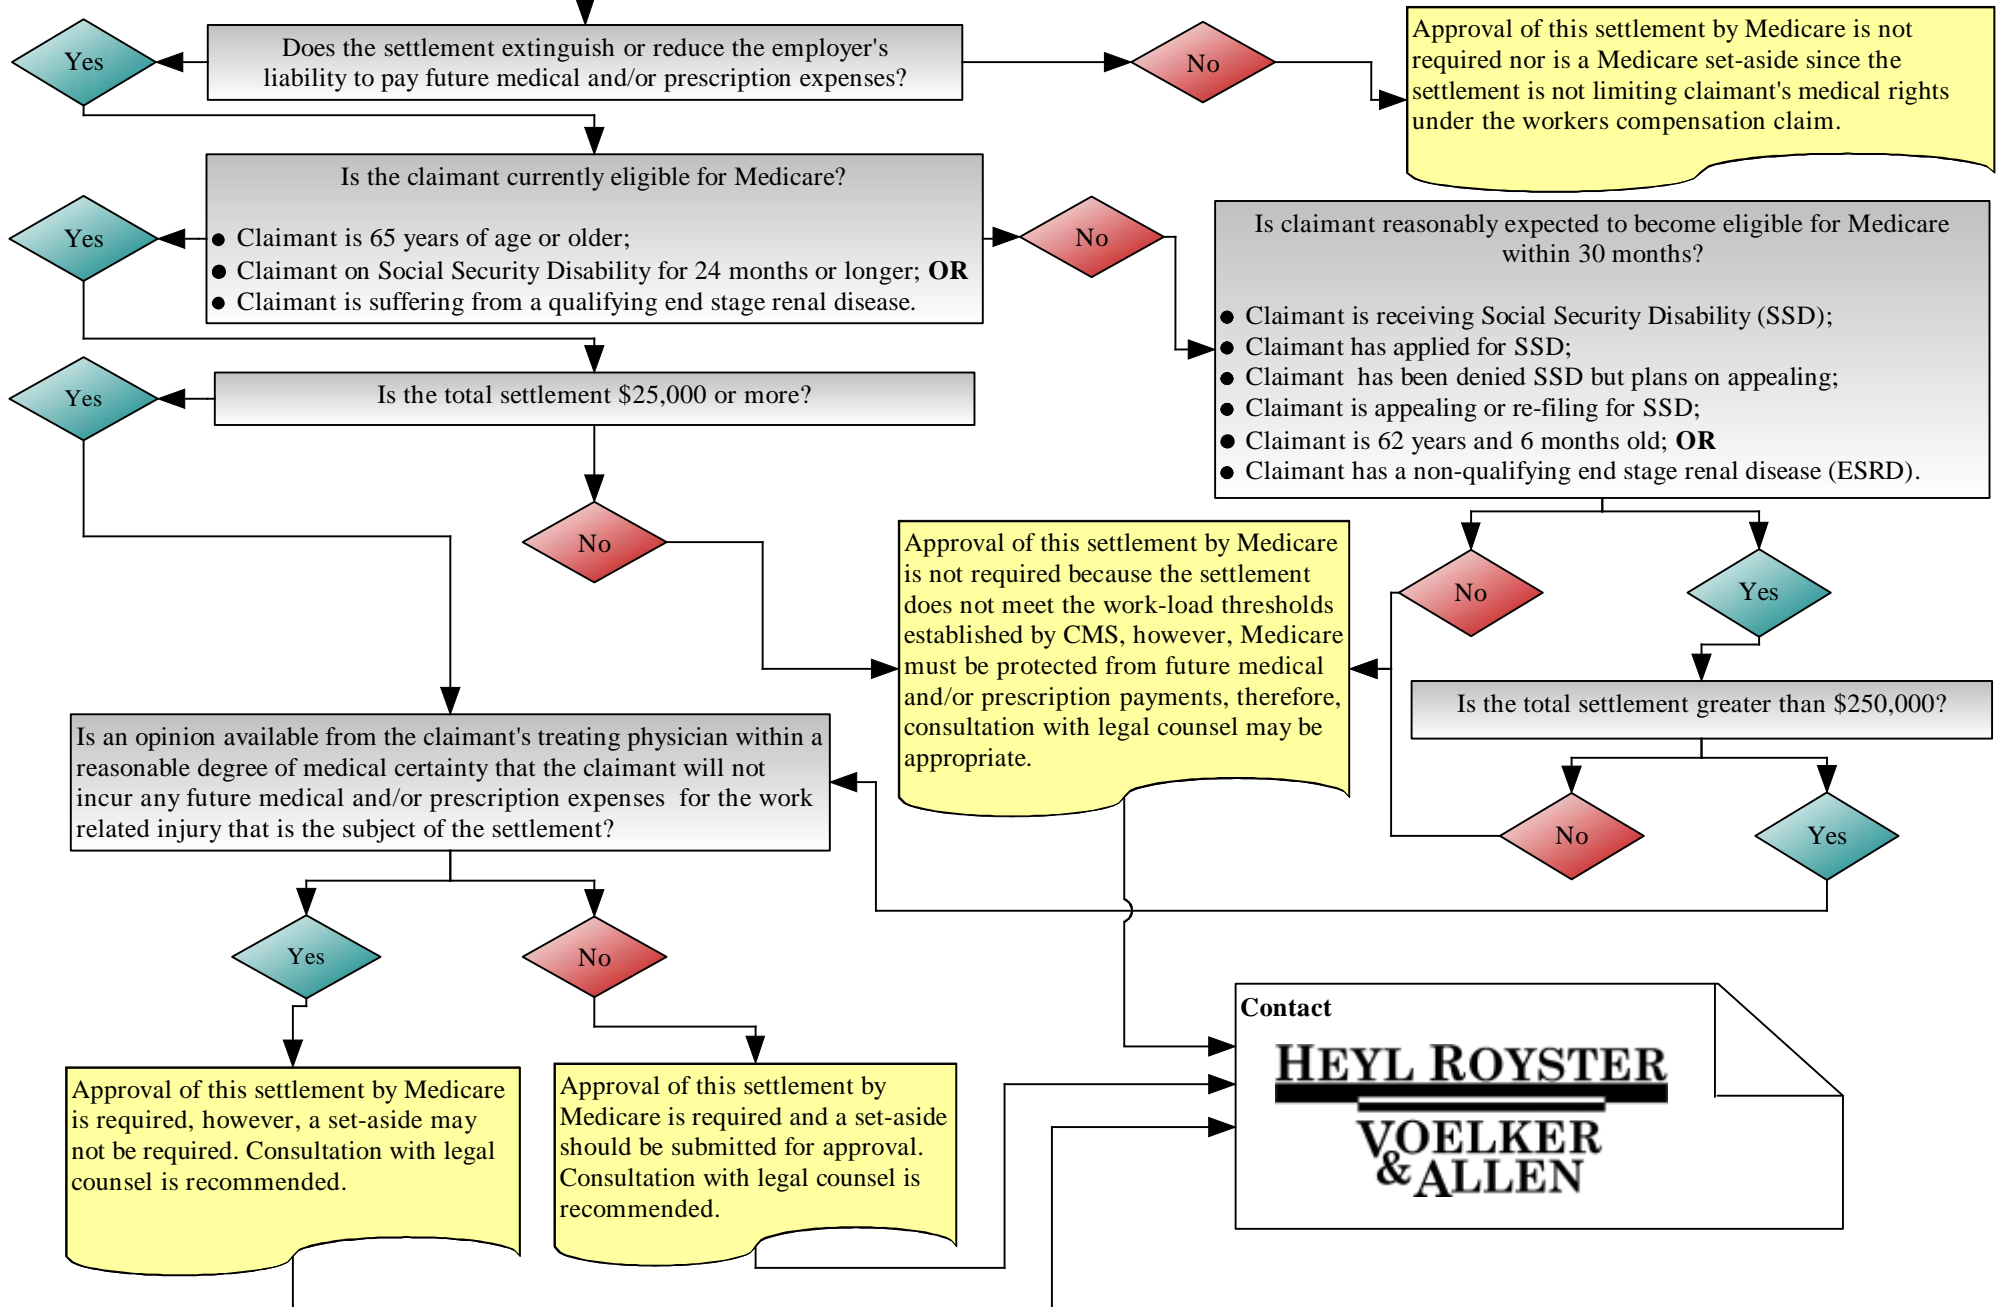 Yes
Does the settlement extinguish or reduce the employer's
liability to pay future medical and/or prescription expenses?
No
Approval of this settlement by Medicare is not
required nor is a Medicare set-aside since the
settlement is not limiting claimant's medical rights
under the workers compensation claim.
Is the claimant currently eligible for Medicare?
● Claimant is 65 years of age or older;
● Claimant on Social Security Disability for 24 months or longer; OR
● Claimant is suffering from a qualifying end stage renal disease.
Yes
No
Is claimant reasonably expected to become eligible for Medicare
within 30 months?
● Claimant is receiving Social Security Disability (SSD);
● Claimant has applied for SSD;
● Claimant has been denied SSD but plans on appealing;
● Claimant is appealing or re-filing for SSD;
● Claimant is 62 years and 6 months old; OR
● Claimant has a non-qualifying end stage renal disease (ESRD).
Yes
Is the total settlement $25,000 or more?
No
Approval of this settlement by Medicare
is not required because the settlement
does not meet the work-load thresholds
established by CMS, however, Medicare
must be protected from future medical
and/or prescription payments, therefore,
consultation with legal counsel may be
appropriate.
No
Yes
Is the total settlement greater than $250,000?
No
Yes
Is an opinion available from the claimant's treating physician within a
reasonable degree of medical certainty that the claimant will not
incur any future medical and/or prescription expenses for the work
related injury that is the subject of the settlement?
Yes
No
Approval of this settlement by Medicare
is required, however, a set-aside may
not be required. Consultation with legal
counsel is recommended.
Approval of this settlement by
Medicare is required and a set-aside
should be submitted for approval.
Consultation with legal counsel is
recommended.
Contact
HEYL ROYSTER
VOELKER
&ALLEN